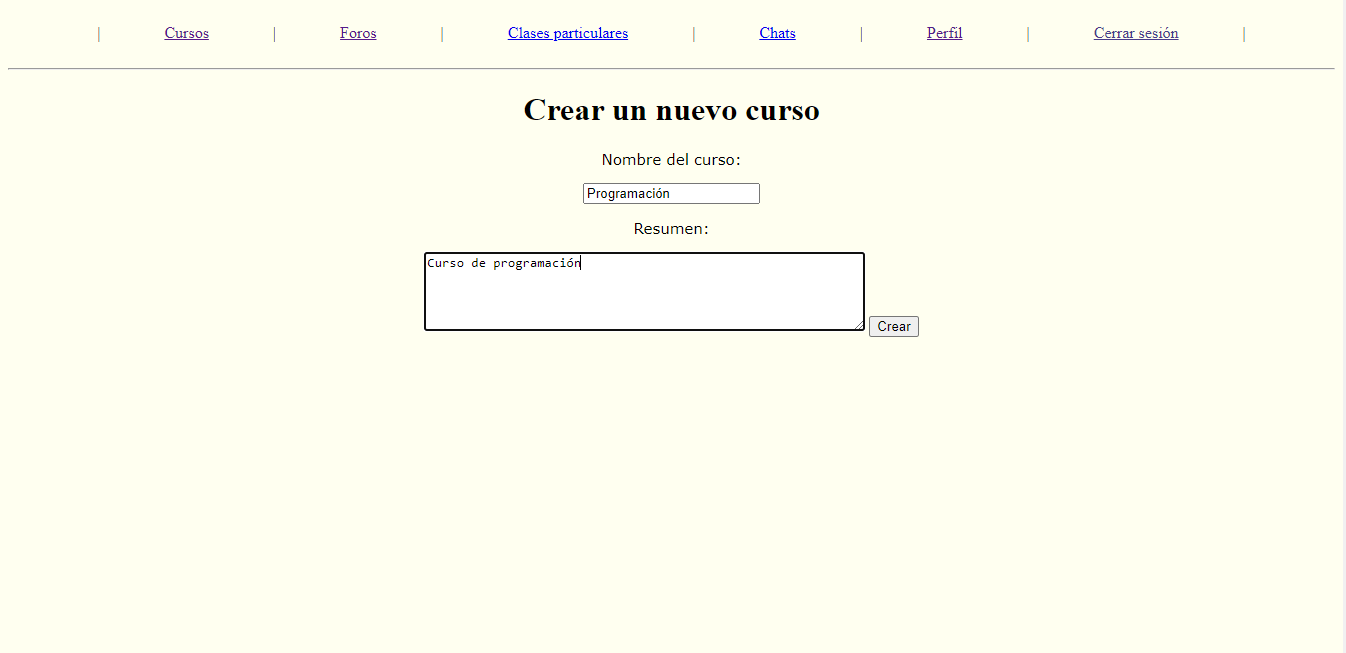 | Cursos | Foros | Clases particulares | Chats | Perfil | Cerrar sesión |
Crear un nuevo curso
Nombre del curso:
Programación
Resumen:
Curso de programación
Crear